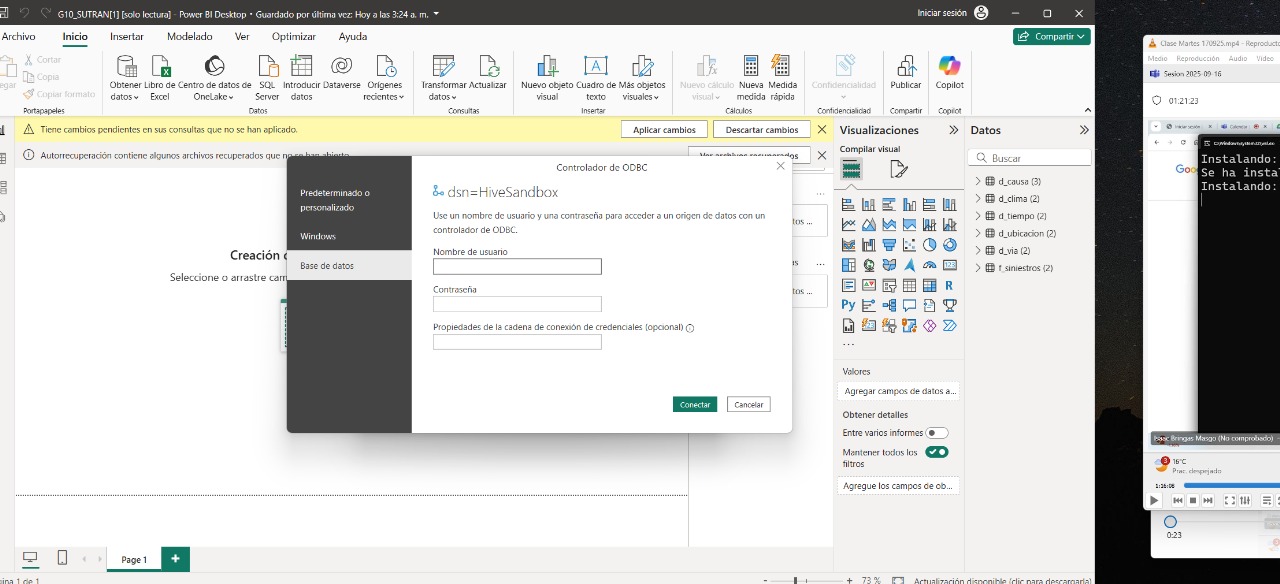 G10_SUTRAN[1] [solo lectura] - Power BI Desktop • Guardado por última vez: Hoy a las 3:24 a. m.
Iniciar sesión
Archivo Inicio Insertar Modelado Ver Optimizar Ayuda
Compartir
Cortar
Copia
Copiar formato
Portapapeles
Obtener datos
Libro de Excel
Centro de datos de OneLake
SQL Server
Introducir datos
Dataverse
Orígenes recientes
Datos
Transformar datos
Actualizar
Consultas
Nuevo objeto visual
Cuadro de texto
Más objetos visuales
Insertar
Nuevo cálculo visual
Nueva medida
Medida rápida
Cálculos
Confidencialidad
Confidencialidad
Publicar
Compartir
Copilot
Copilot
Tiene cambios pendientes en sus consultas que no se han aplicado.
Aplicar cambios
Descartar cambios
Autorrecuperación contiene algunos archivos recuperados que no se han abierto
Ver archivos recuperados
Controlador de ODBC
Predeterminado o
personalizado
Windows
Base de datos
dsn=HiveSandbox
Use un nombre de usuario y una contraseña para acceder a un origen de datos con un
controlador de ODBC.
Nombre de usuario
Contraseña
Propiedades de la cadena de conexión de credenciales (opcional)
Conectar
Cancelar
Creación
Seleccione o arrastre
Visualizaciones
Compilar visual
Valores
Agregar campos de datos a...
Obtener detalles
Entre varios informes
Mantener todos los
filtros
Agregue los campos de ob...
Datos
Buscar
d_causa (3)
d_clima (2)
d_tiempo (2)
d_ubicacion (2)
d_via (2)
f_siniestros (2)
Page 1
73 %
Actualización disponible (clic para descargarla)
Clase Martes 170925.mp4 - Reproducto
Medio Reproducción Audio Video
Sesion 2025-09-16
01:21:23
Instalando:
Se ha insta
Instalando:
Isaac Bringas Masgo (No comprobado)
3
16°C
Prac. despejado
1:16:08
0:23